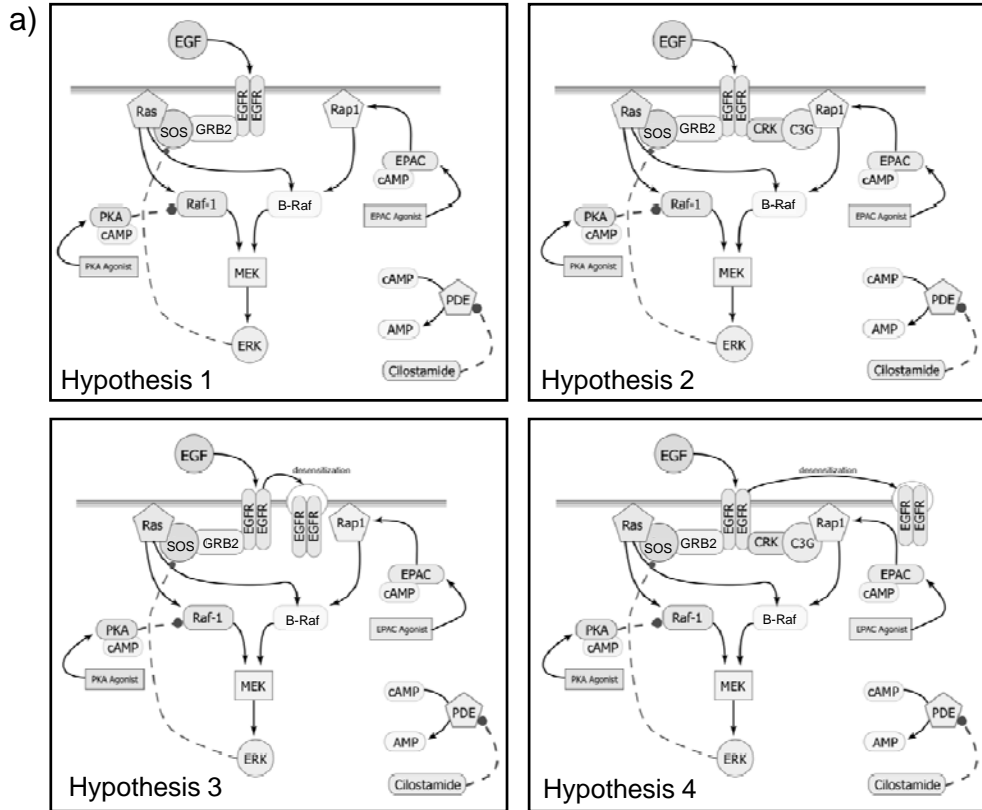 a)
EGF
EGFR
EGFR
Ras
SOS
GRB2
Rap1
EPAC
cAMP
EPAC Agonist
PKA
cAMP
PKA Agonist
Raf-1
B-Raf
MEK
ERK
cAMP
PDE
AMP
Cilostamide
Hypothesis 1
EGF
EGFR
EGFR
Ras
SOS
GRB2
CRK
C3G
Rap1
EPAC
cAMP
EPAC Agonist
PKA
cAMP
PKA Agonist
Raf-1
B-Raf
MEK
ERK
cAMP
PDE
AMP
Cilostamide
Hypothesis 2
EGF
desensilization
EGFR
EGFR
EGFR
EGFR
Ras
SOS
GRB2
Rap1
EPAC
cAMP
EPAC Agonist
PKA
cAMP
PKA Agonist
Raf-1
B-Raf
MEK
ERK
cAMP
PDE
AMP
Cilostamide
Hypothesis 3
EGF
desensilization
EGFR
EGFR
EGFR
EGFR
Ras
SOS
GRB2
CRK
C3G
Rap1
EPAC
cAMP
EPAC Agonist
PKA
cAMP
PKA Agonist
Raf-1
B-Raf
MEK
ERK
cAMP
PDE
AMP
Cilostamide
Hypothesis 4